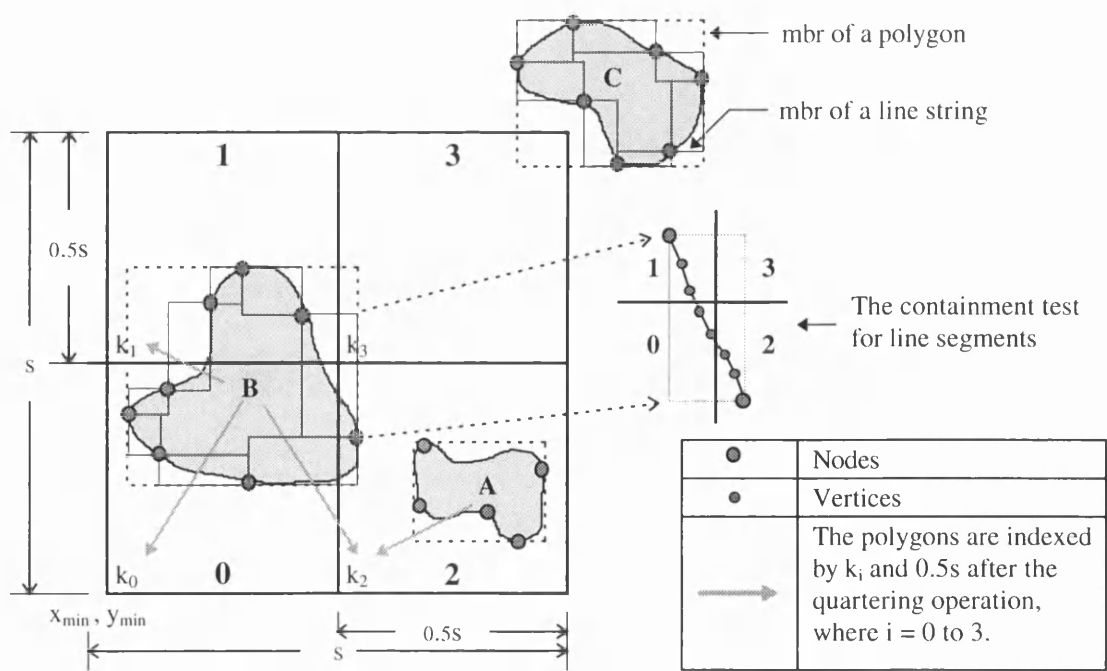 mbr of a polygon
C
mbr of a line string
1
3
0.5s
s
k₁
k₃
B
A
k₀
0
k₂
2
xmin , ymin
0.5s
s
1
3
0
2
The containment test
for line segments
Nodes
Vertices
The polygons are indexed
by kᵢ and 0.5s after the
quartering operation,
where i = 0 to 3.